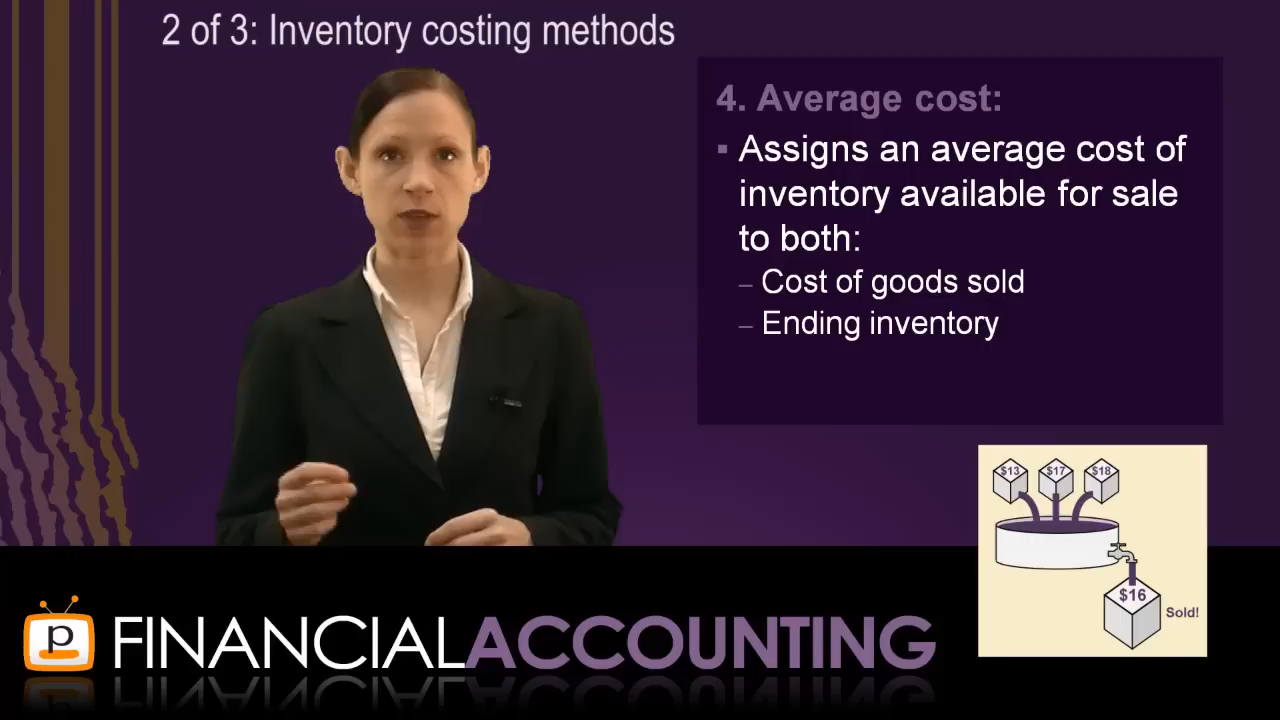 2 of 3: Inventory costing methods
4. Average cost:
▪ Assigns an average cost of
inventory available for sale
to both:
– Cost of goods sold
– Ending inventory
$13 $17 $18
$16
Sold!
p
FINANCIALACCOUNTING